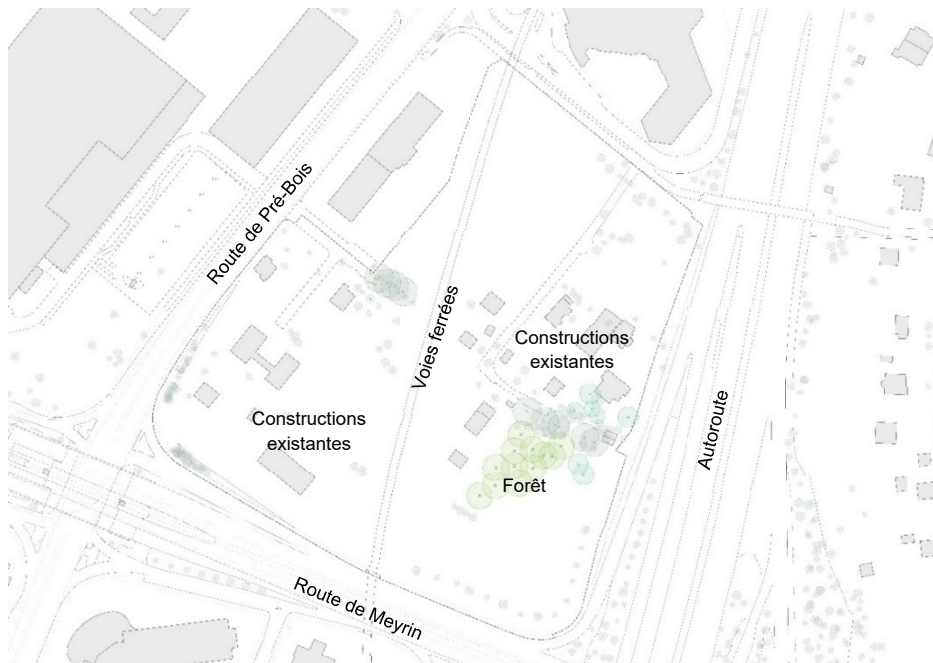 Route de Pré-Bois
Voies ferrées
Constructions
existantes
Constructions
existantes
Autoroute
Forêt
Route de Meyrin